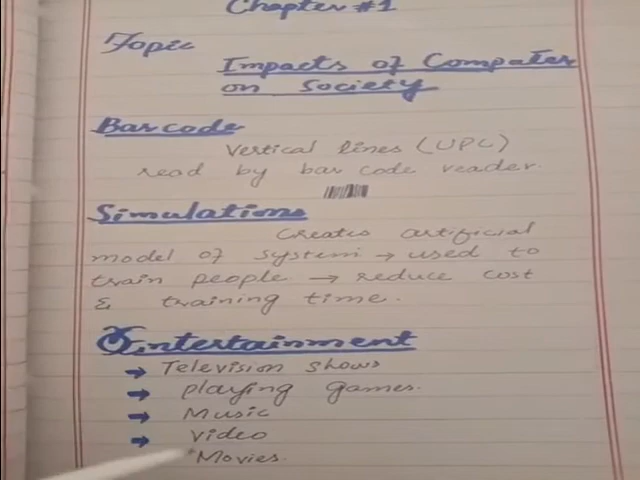 Chapter #1
Topic
Impacts of Computer
on Society
Barcode
Vertical lines (UPC)
read by bar code reader.
Simulations
Creates artificial
model of system → used to
train people → reduce cost
& training time.
Entertainment
→ Television shows
→ playing games.
→ Music
→ Video
Movies.